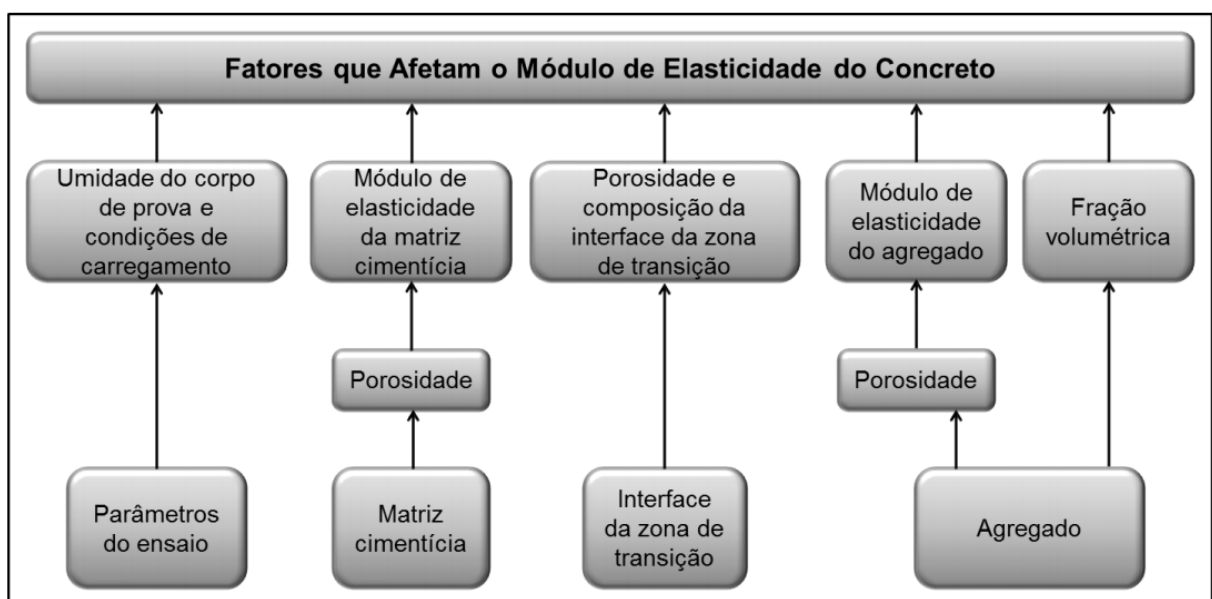 Fatores que Afetam o Módulo de Elasticidade do Concreto
Umidade do corpo
de prova e
condições de
carregamento
Módulo de
elasticidade
da matriz
cimentícia
Porosidade e
composição da
interface da zona
de transição
Módulo de
elasticidade
do agregado
Fração
volumétrica
Porosidade
Porosidade
Parâmetros
do ensaio
Matriz
cimentícia
Interface
da zona de
transição
Agregado